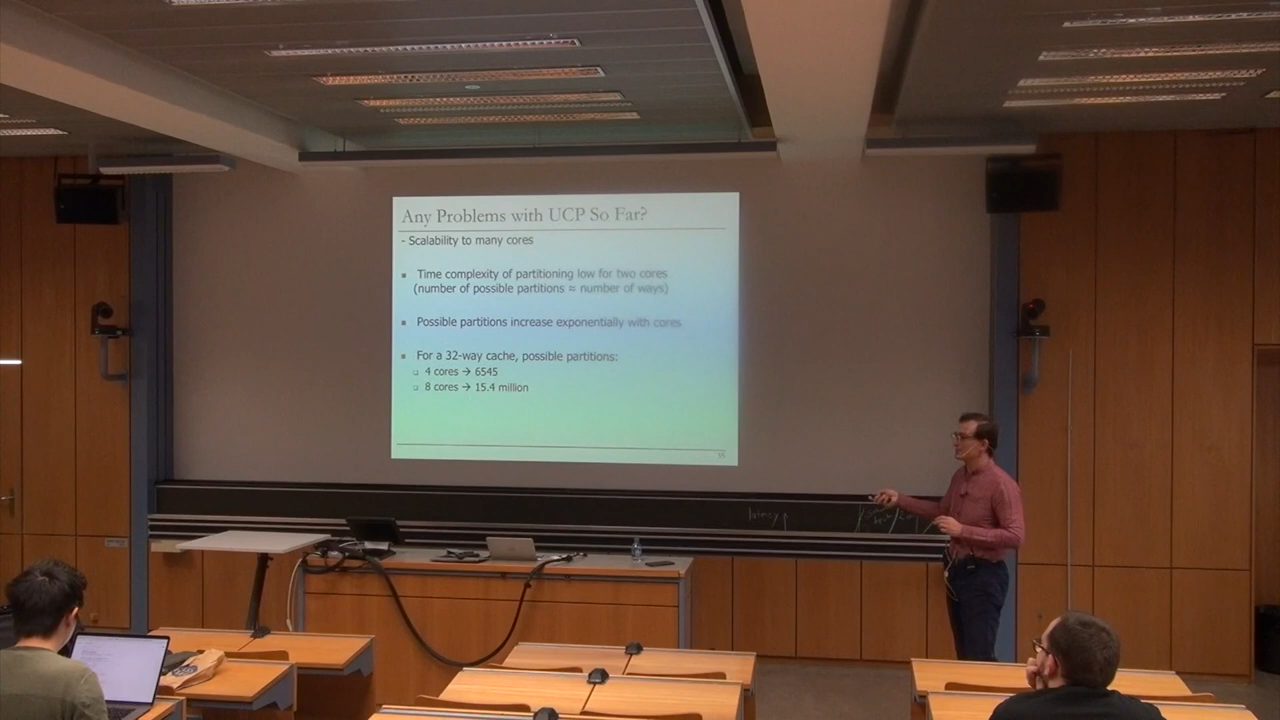 Any Problems with UCP So Far?
- Scalability to many cores
▪ Time complexity of partitioning low for two cores
(number of possible partitions ≈ number of ways)
▪ Possible partitions increase exponentially with cores
▪ For a 32-way cache, possible partitions:
❑ 4 cores → 6545
❑ 8 cores → 15.4 million